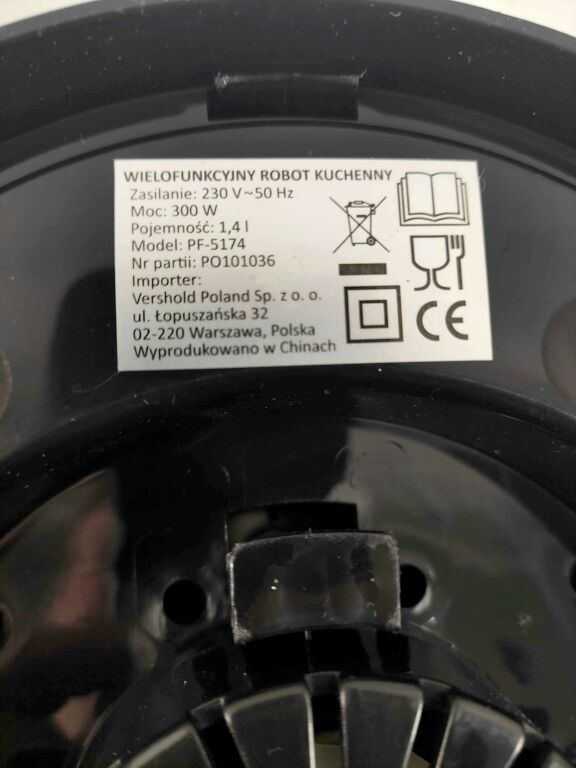 WIELOFUNKCYJNY ROBOT KUCHENNY
Zasilanie: 230 V ~ 50 Hz
Moc: 300 W
Pojemność: 1,4 l
Model: PF-5174
Nr partii: PO101036
Importer:
Vershold Poland Sp. z o. o.
ul. Łopuszańska 32
02-220 Warszawa, Polska
Wyprodukowano w Chinach
CE